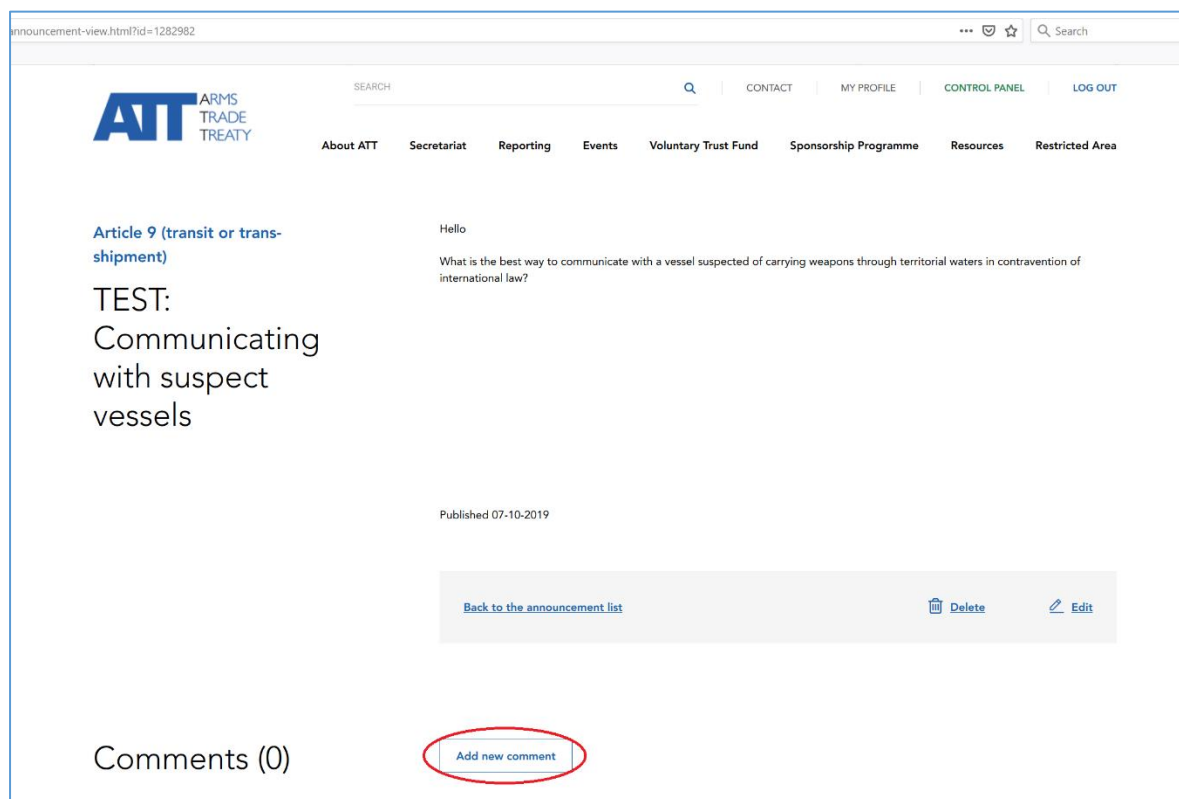 nnouncement-view.html?id=1282982
Search
ATT ARMS
TRADE
TREATY
SEARCH
CONTACT
MY PROFILE
CONTROL PANEL
LOG OUT
About ATT
Secretariat
Reporting
Events
Voluntary Trust Fund
Sponsorship Programme
Resources
Restricted Area
Article 9 (transit or trans-
shipment)
TEST:
Communicating
with suspect
vessels
Hello
What is the best way to communicate with a vessel suspected of carrying weapons through territorial waters in contravention of
international law?
Published 07-10-2019
Back to the announcement list
Delete
Edit
Comments (0)
Add new comment